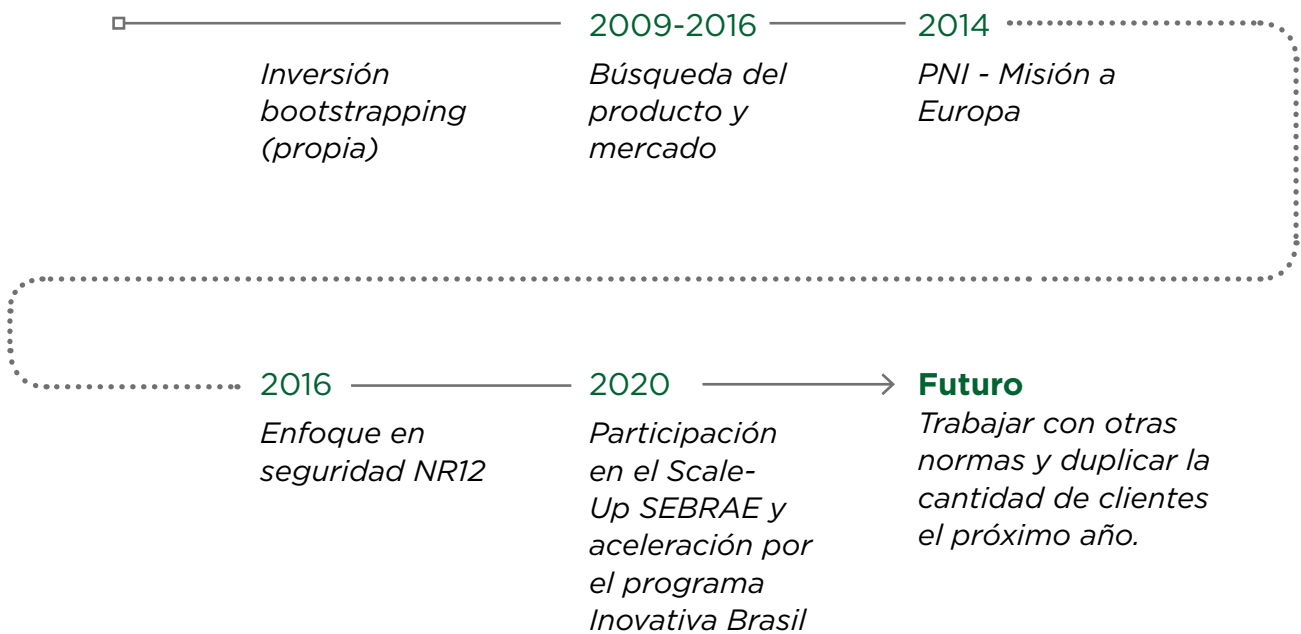 2009-2016
2014
Inversión
bootstrapping
(propia)
Búsqueda del
producto y
mercado
PNI - Misión a
Europa
2016
2020
Futuro
Enfoque en
seguridad NR12
Participación
en el Scale-
Up SEBRAE y
aceleración por
el programa
Inovativa Brasil
Trabajar con otras
normas y duplicar la
cantidad de clientes
el próximo año.